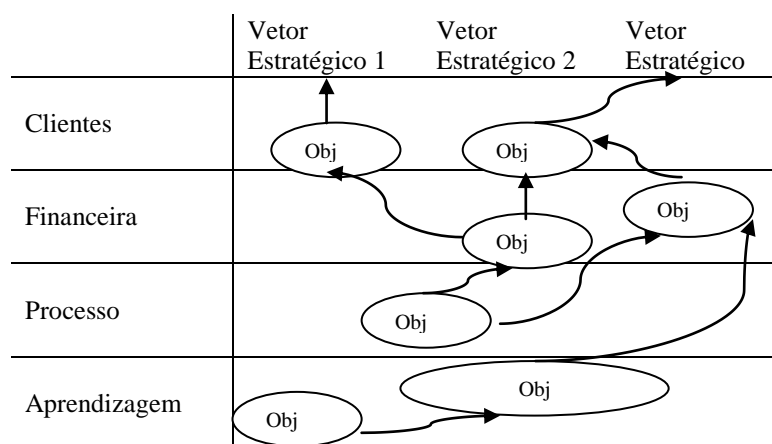 Vetor Estratégico 1
Vetor Estratégico 2
Vetor Estratégico
Clientes
Obj
Obj
Financeira
Obj
Obj
Processo
Obj
Aprendizagem
Obj
Obj